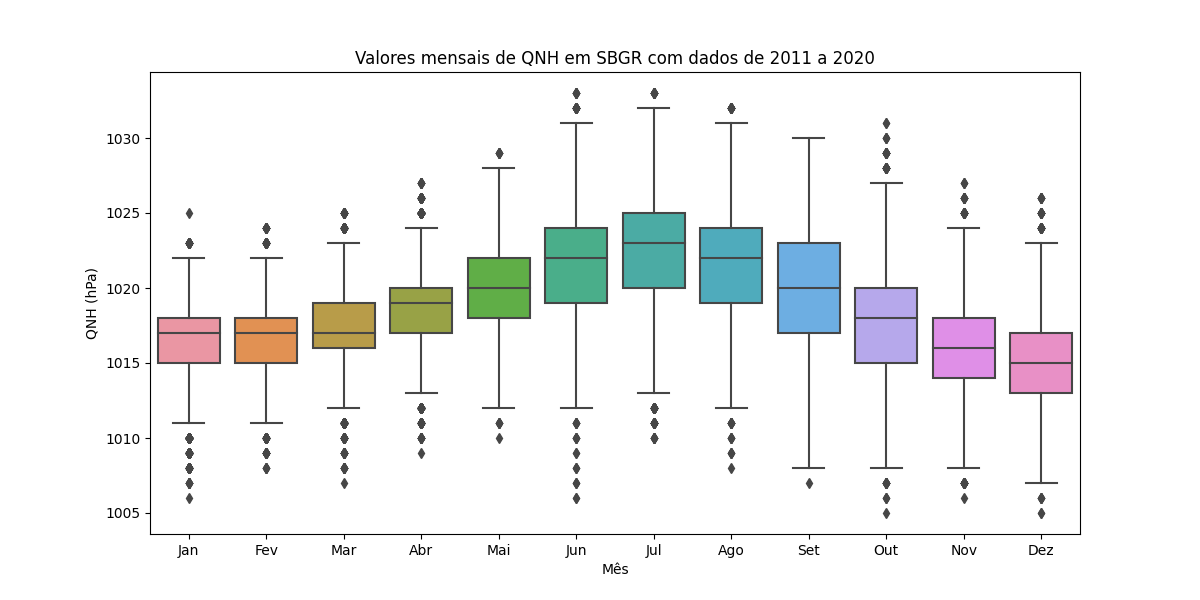 Valores mensais de QNH em SBGR com dados de 2011 a 2020
QNH (hPa)
1030
1025
1020
1015
1010
1005
Jan Fev Mar Abr Mai Jun Jul Ago Set Out Nov Dez
Mês